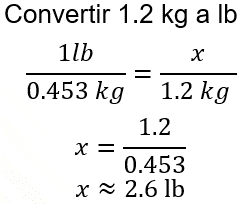 Convertir 1.2 kg a lb
1lb / 0.453 kg = x / 1.2 kg
x = 1.2 / 0.453
x ≈ 2.6 lb